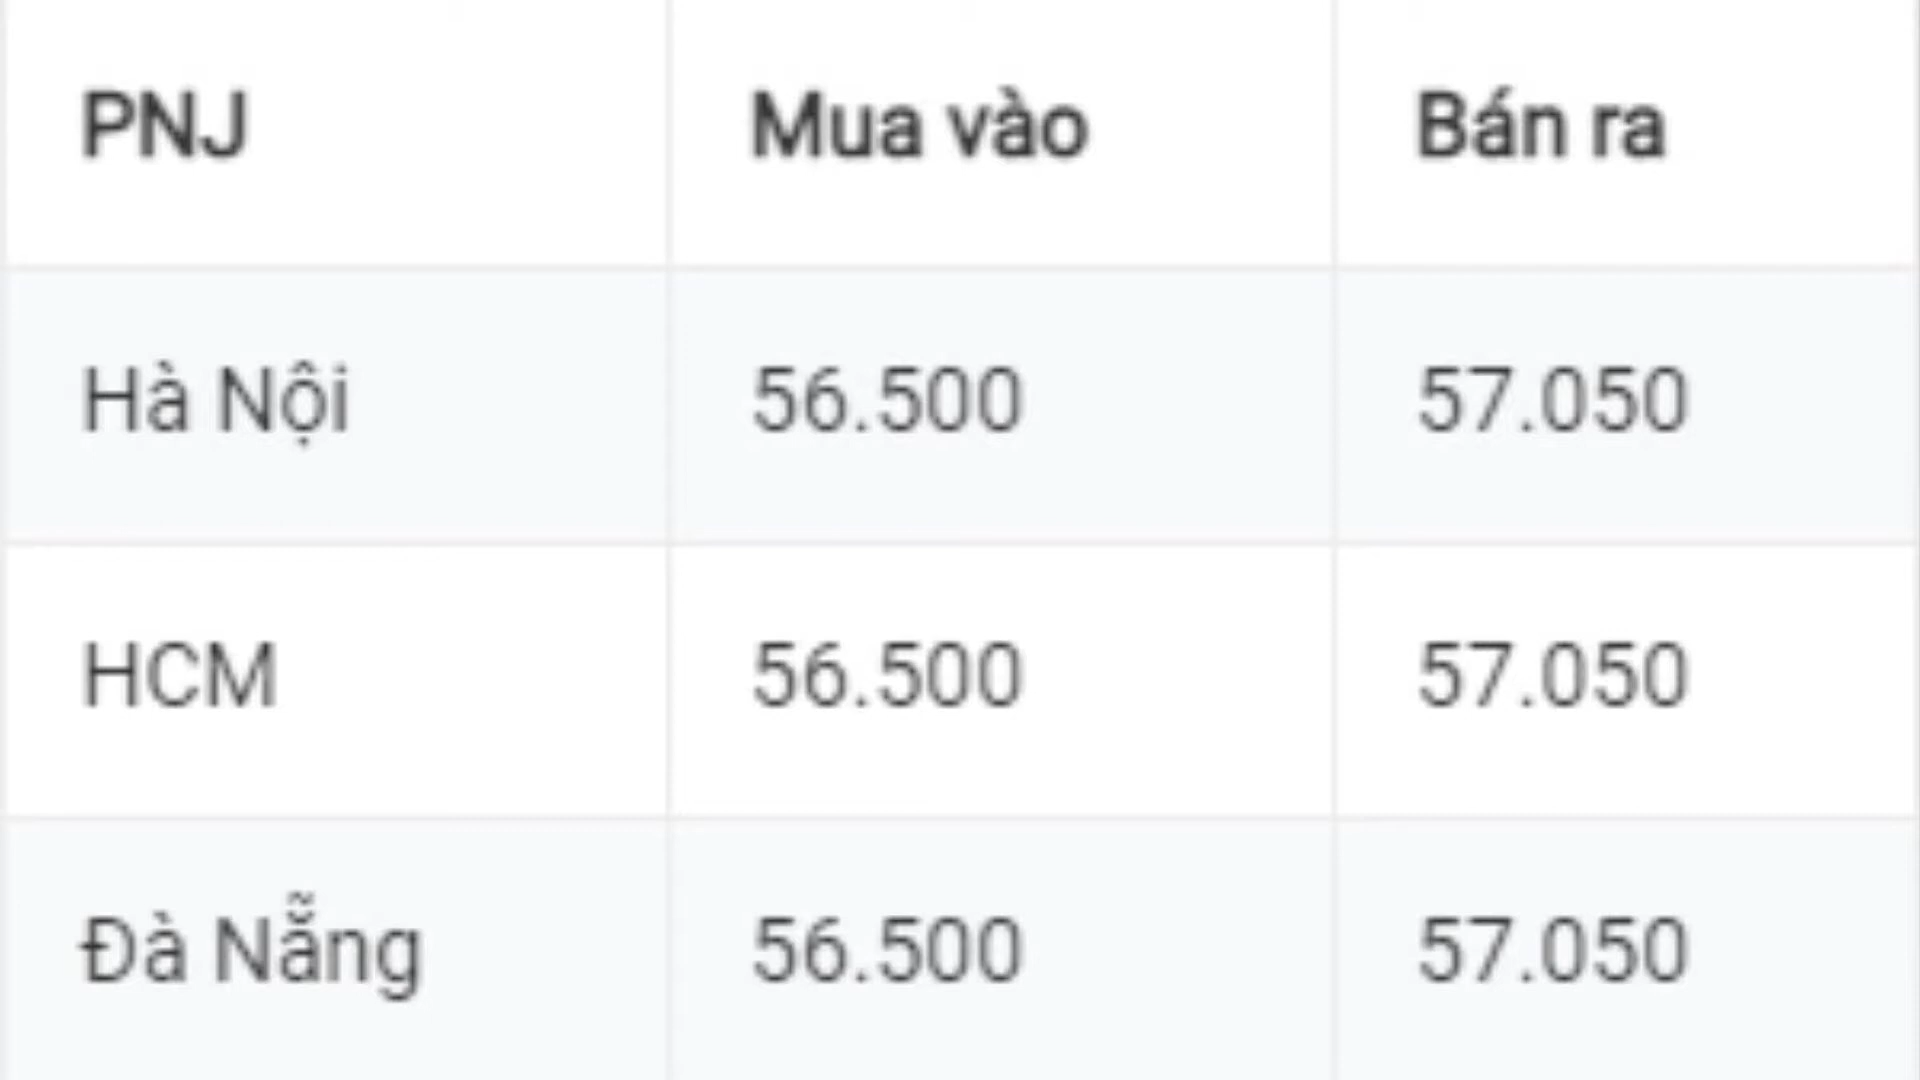 PNJ Mua vào Bán ra
Hà Nội 56.500 57.050
HCM 56.500 57.050
Đà Nẵng 56.500 57.050